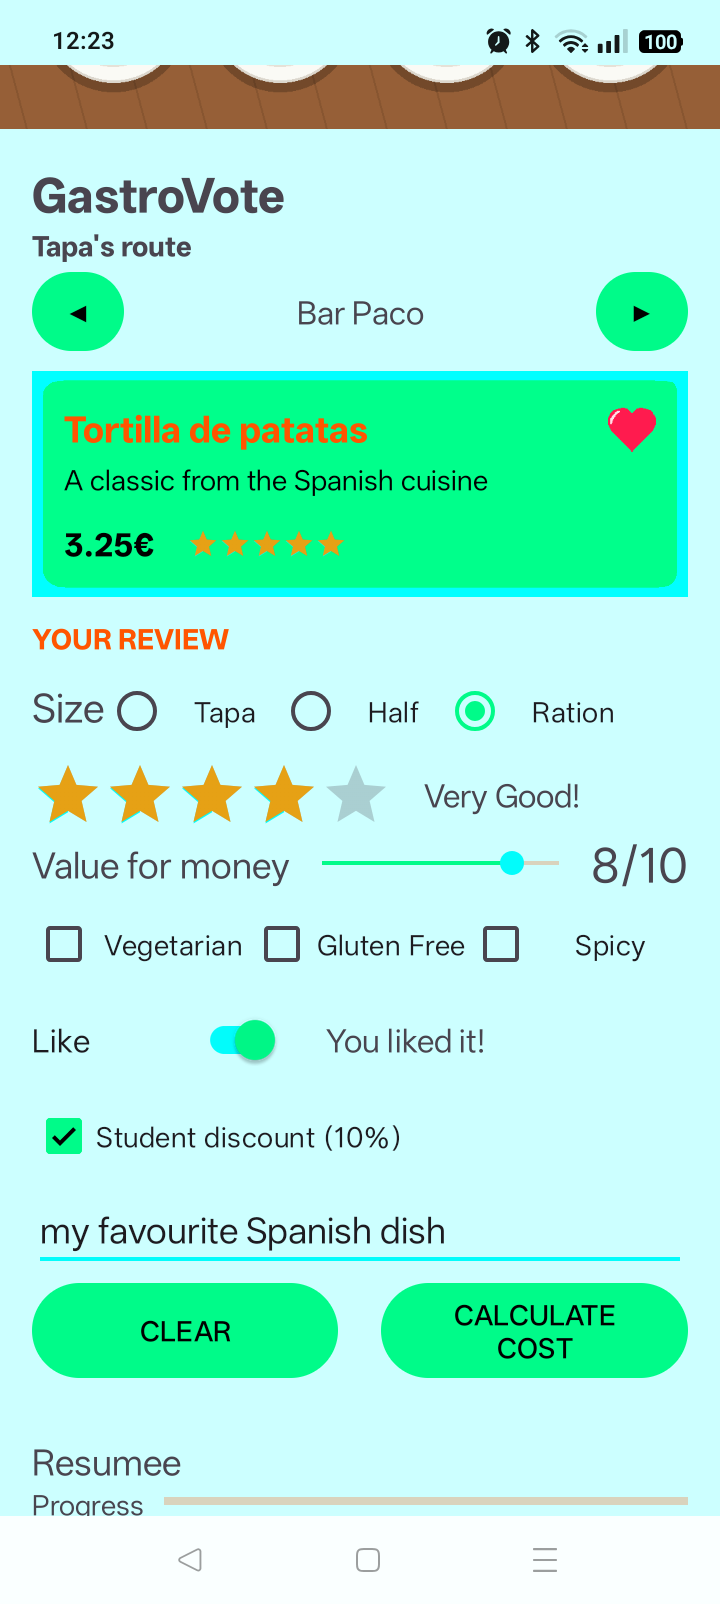 12:23
100
GastroVote
Tapa's route
◄ Bar Paco ►
Tortilla de patatas
A classic from the Spanish cuisine
3.25€
YOUR REVIEW
Size Tapa Half Ration
Very Good!
Value for money 8/10
Vegetarian Gluten Free Spicy
Like You liked it!
Student discount (10%)
my favourite Spanish dish
CLEAR
CALCULATE
COST
Resumee
Progress